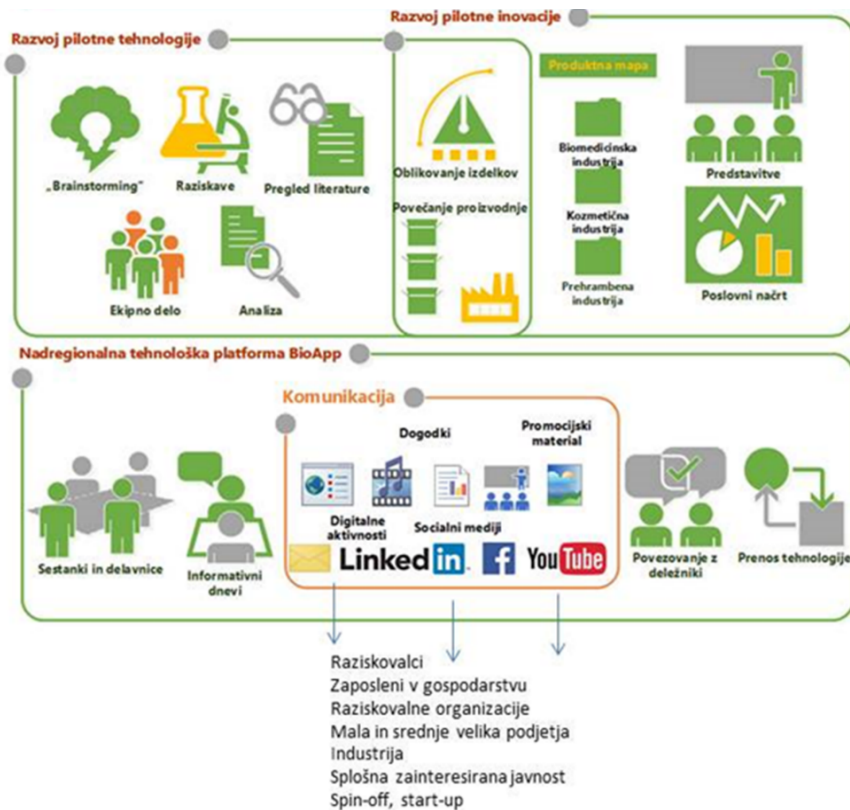 Razvoj pilotne inovacije
Razvoj pilotne tehnologije
Produktna mapa
„Brainstorming"
Raziskave
Pregled literature
Oblikovanje izdelkov
Biomedicinska
industrija
Predstavitve
Povečanje proizvodnje
Kozmetična
industrija
Ekipno delo
Analiza
Prehrambena
industrija
Poslovni načrt
Nadregionalna tehnološka platforma BioApp
Komunikacija
Dogodki
Promocijski
material
Digitalne
aktivnosti
Socialni mediji
Sestanki in delavnice
Informativni
dnevi
Linked in
f
YouTube
Povezovanje z
deležniki
Prenos tehnologije
Raziskovalci
Zaposleni v gospodarstvu
Raziskovalne organizacije
Mala in srednje velika podjetja
Industrija
Splošna zainteresirana javnost
Spin-off, start-up